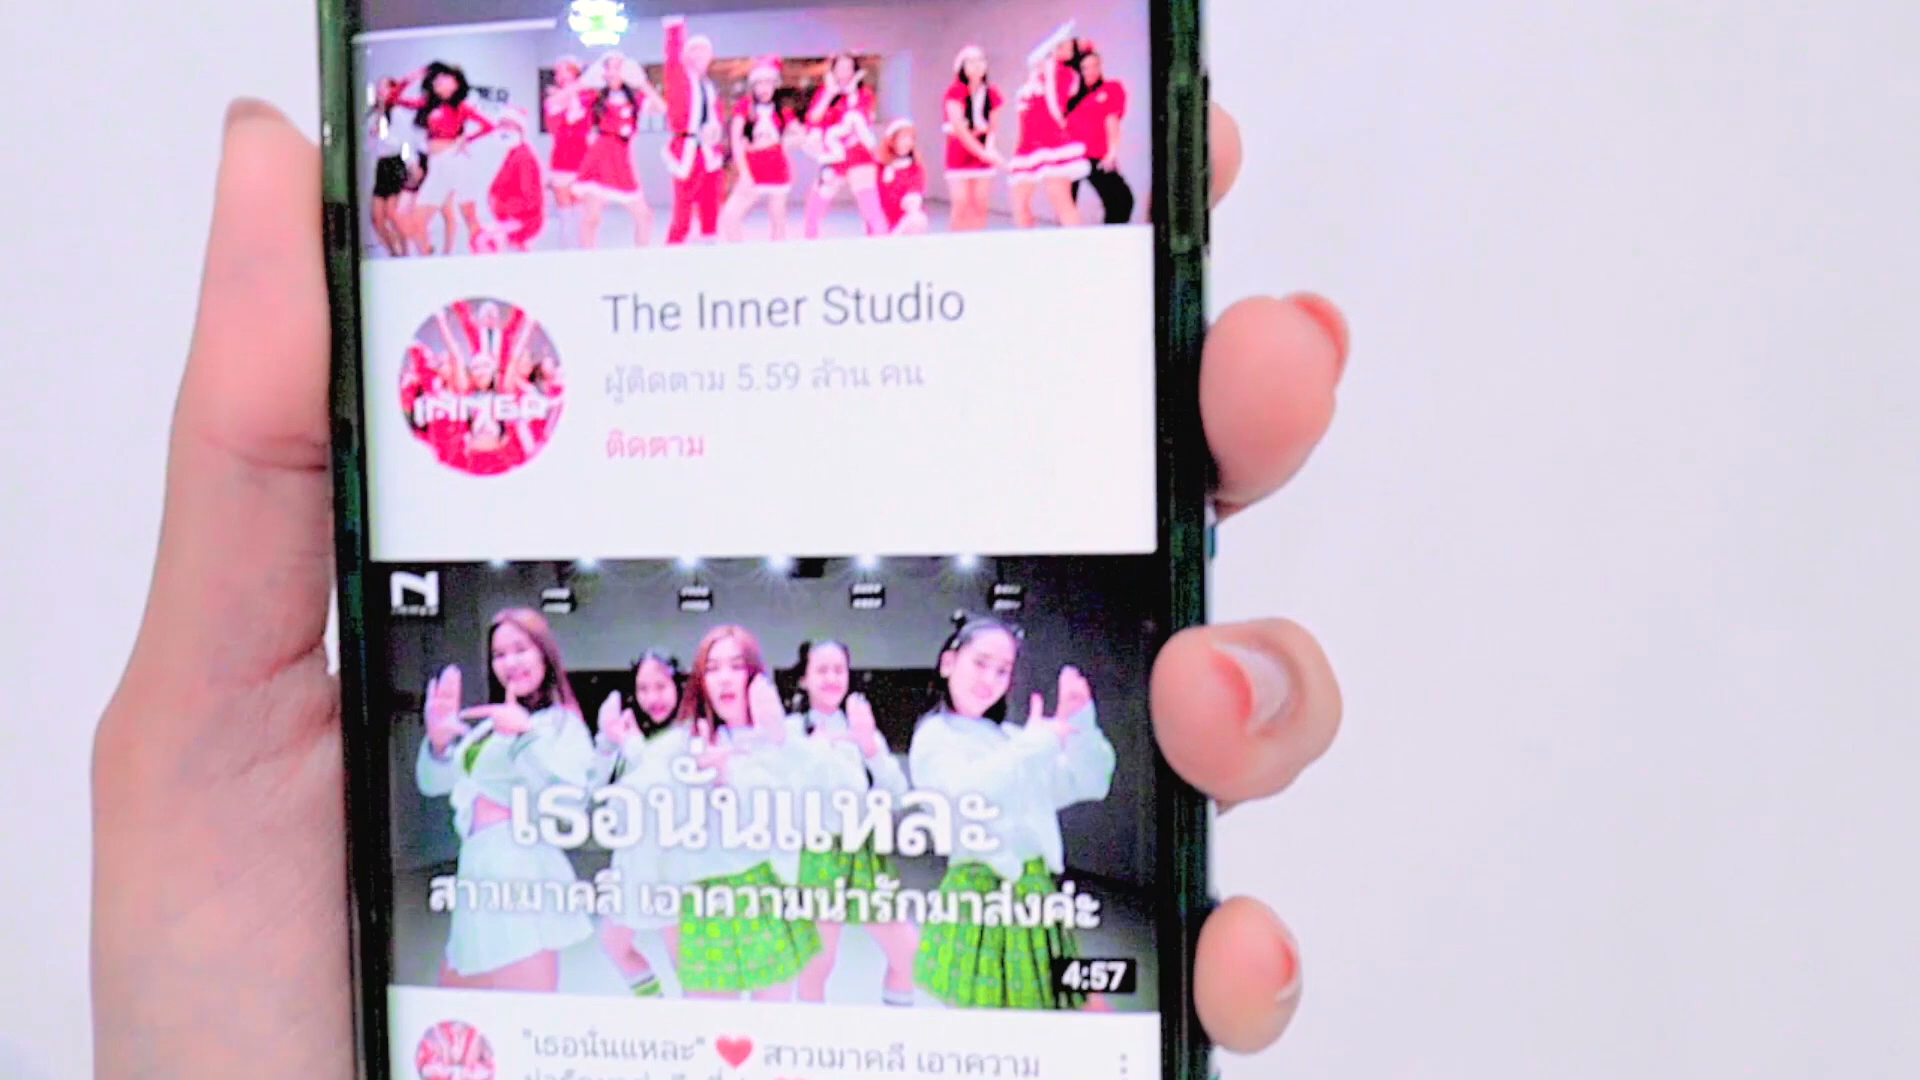 The Inner Studio
ผู้ติดตาม 5.59 ล้าน คน
INNER
ติดตาม
เธอนั่นแหละ
สาวเมาคลี เอาความน่ารักมาส่งค่ะ
4:57
"เธอนั่นแหละ" ❤ สาวเมาคลี เอาความ